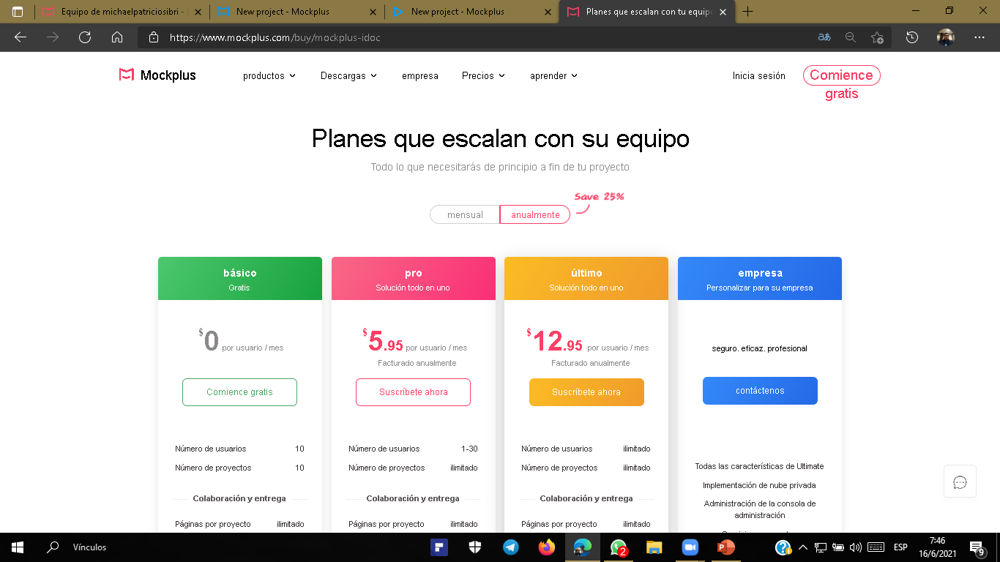 Equipo de michaelpatriciosibri -
New project - Mockplus
New project - Mockplus
Planes que escalan con tu equipo
https://www.mockplus.com/buy/mockplus-idoc
Mockplus
productos
Descargas
empresa
Precios
aprender
Inicia sesión
Comience
gratis
Planes que escalan con su equipo
Todo lo que necesitarás de principio a fin de tu proyecto
Save 25%
mensual
anualmente
básico
Gratis
$0 por usuario / mes
Comience gratis
Número de usuarios 10
Número de proyectos 10
Colaboración y entrega
Páginas por proyecto ilimitado
pro
Solución todo en uno
$5.95 por usuario / mes
Facturado anualmente
Suscríbete ahora
Número de usuarios 1-30
Número de proyectos ilimitado
Colaboración y entrega
Páginas por proyecto ilimitado
último
Solución todo en uno
$12.95 por usuario / mes
Facturado anualmente
Suscríbete ahora
Número de usuarios ilimitado
Número de proyectos ilimitado
Colaboración y entrega
Páginas por proyecto ilimitado
empresa
Personalizar para su empresa
seguro. eficaz. profesional
contáctenos
Todas las características de Ultimate
Implementación de nube privada
Administración de la consola de
administración
Vínculos
2
ESP
7:46
16/6/2021
9